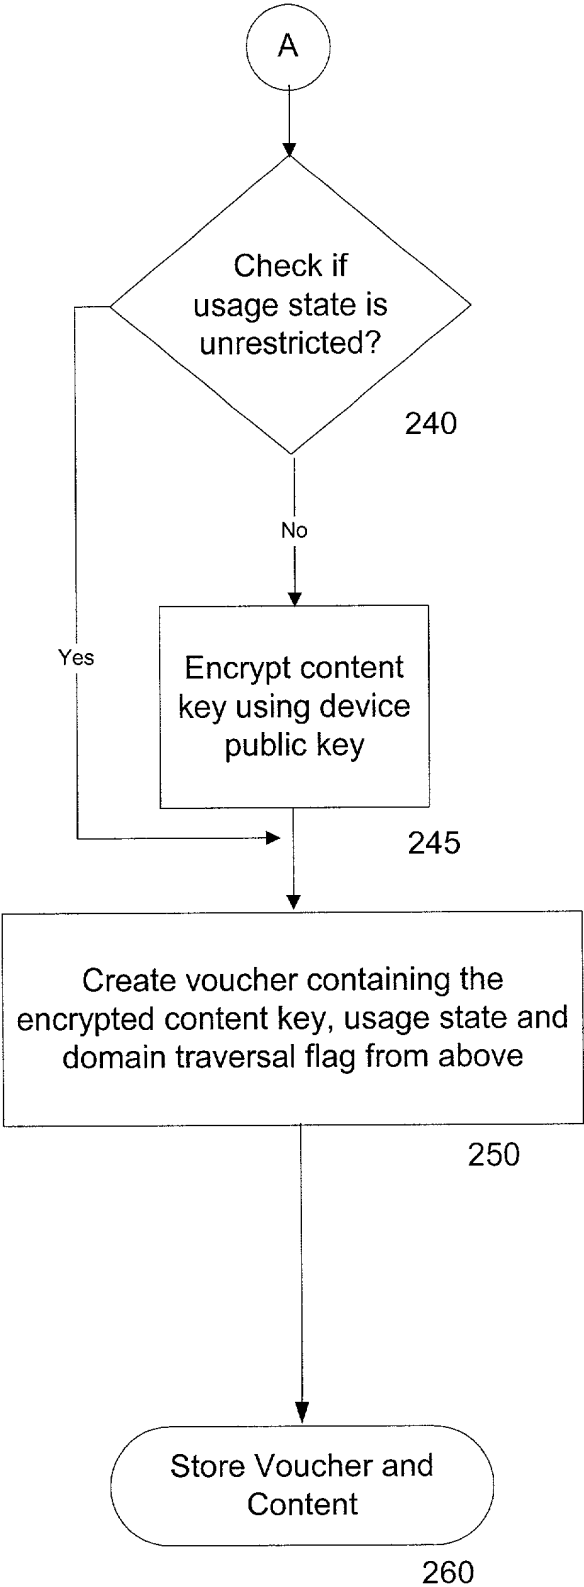 A
Check if
usage state is
unrestricted?
240
No
Yes
Encrypt content
key using device
public key
245
Create voucher containing the
encrypted content key, usage state and
domain traversal flag from above
250
Store Voucher and
Content
260